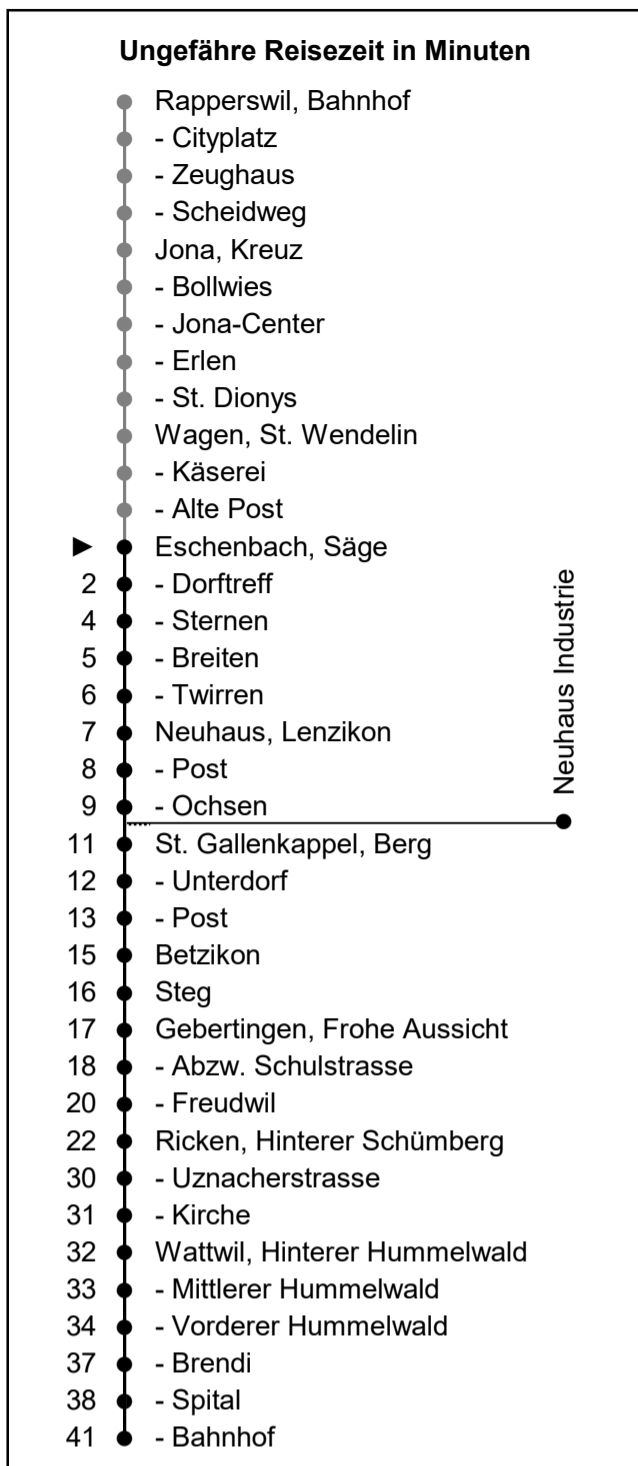 Ungefähre Reisezeit in Minuten
Rapperswil, Bahnhof
- Cityplatz
- Zeughaus
- Scheidweg
Jona, Kreuz
- Bollwies
- Jona-Center
- Erlen
- St. Dionys
Wagen, St. Wendelin
- Käserei
- Alte Post
Eschenbach, Säge
2 - Dorftreff
4 - Sternen
5 - Breiten
6 - Twirren
7 Neuhaus, Lenzikon
8 - Post
9 - Ochsen
Neuhaus Industrie
11 St. Gallenkappel, Berg
12 - Unterdorf
13 - Post
15 Betzikon
16 Steg
17 Gebertingen, Frohe Aussicht
18 - Abzw. Schulstrasse
20 - Freudwil
22 Ricken, Hinterer Schümberg
30 - Uznacherstrasse
31 - Kirche
32 Wattwil, Hinterer Hummelwald
33 - Mittlerer Hummelwald
34 - Vorderer Hummelwald
37 - Brendi
38 - Spital
41 - Bahnhof